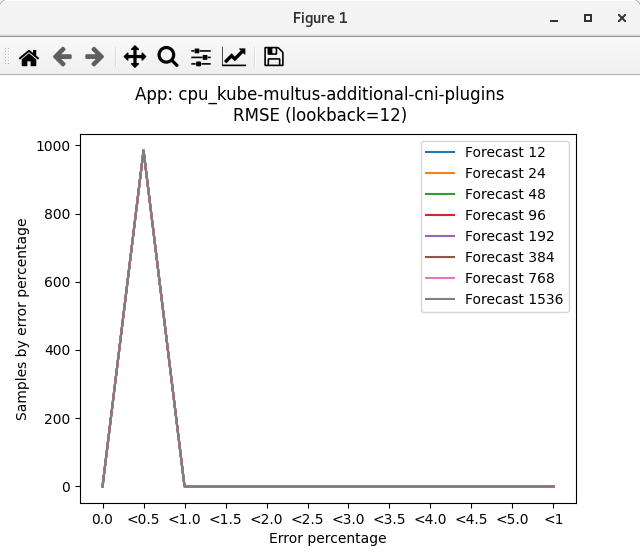 Figure 1
App: cpu_kube-multus-additional-cni-plugins
RMSE (lookback=12)
Samples by error percentage
1000
800
600
400
200
0
Forecast 12
Forecast 24
Forecast 48
Forecast 96
Forecast 192
Forecast 384
Forecast 768
Forecast 1536
0.0 <0.5 <1.0 <1.5 <2.0 <2.5 <3.0 <3.5 <4.0 <4.5 <5.0 <1
Error percentage